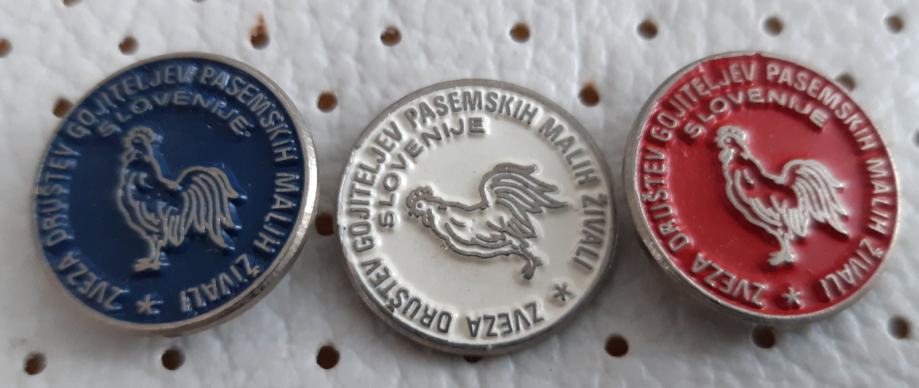 ZVEZA DRUŠTEV GOJITELJEV PASEMSKIH MALIH ŽIVALI *
SLOVENIJE
ZVEZA DRUŠTEV GOJITELJEV PASEMSKIH MALIH ŽIVALI *
SLOVENIJE
ZVEZA DRUŠTEV GOJITELJEV PASEMSKIH MALIH ŽIVALI *
SLOVENIJE